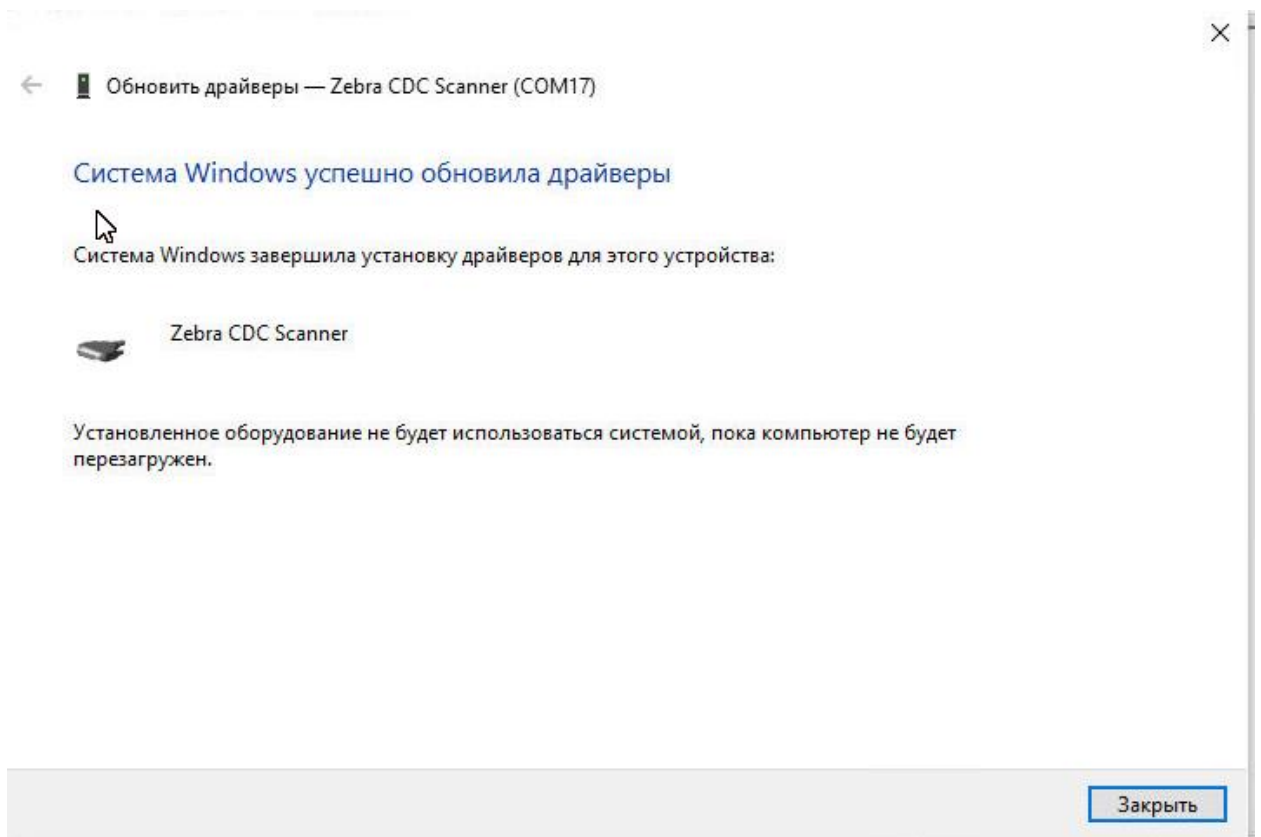 Обновить драйверы — Zebra CDC Scanner (COM17)
Система Windows успешно обновила драйверы
Система Windows завершила установку драйверов для этого устройства:
Zebra CDC Scanner
Установленное оборудование не будет использоваться системой, пока компьютер не будет
перезагружен.
Закрыть